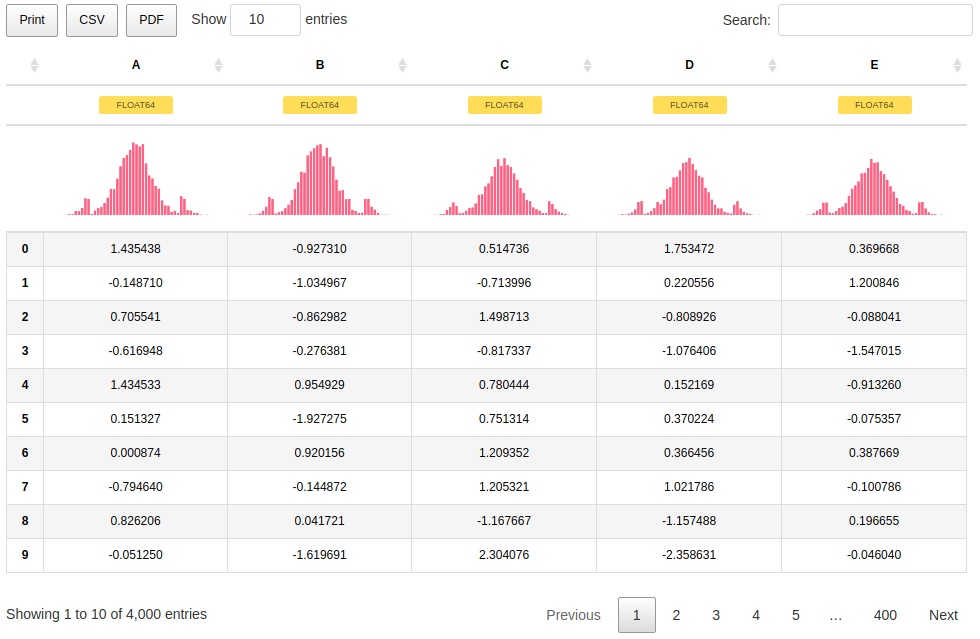 Print CSV PDF Show 10 entries Search:
A B C D E
FLOAT64 FLOAT64 FLOAT64 FLOAT64 FLOAT64
0 1.435438 -0.927310 0.514736 1.753472 0.369668
1 -0.148710 -1.034967 -0.713996 0.220556 1.200846
2 0.705541 -0.862982 1.498713 -0.808926 -0.088041
3 -0.616948 -0.276381 -0.817337 -1.076406 -1.547015
4 1.434533 0.954929 0.780444 0.152169 -0.913260
5 0.151327 -1.927275 0.751314 0.370224 -0.075357
6 0.000874 0.920156 1.209352 0.366456 0.387669
7 -0.794640 -0.144872 1.205321 1.021786 -0.100786
8 0.826206 0.041721 -1.167667 -1.157488 0.196655
9 -0.051250 -1.619691 2.304076 -2.358631 -0.046040
Showing 1 to 10 of 4,000 entries Previous 1 2 3 4 5 … 400 Next